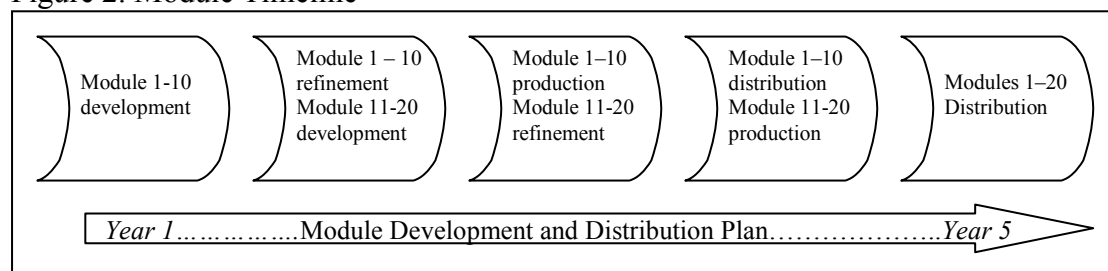 Figure 2. Module Timeline
Module 1-10
development
Module 1 – 10
refinement
Module 11-20
development
Module 1–10
production
Module 11-20
refinement
Module 1–10
distribution
Module 11-20
production
Modules 1–20
Distribution
Year 1……………..Module Development and Distribution Plan………………….Year 5